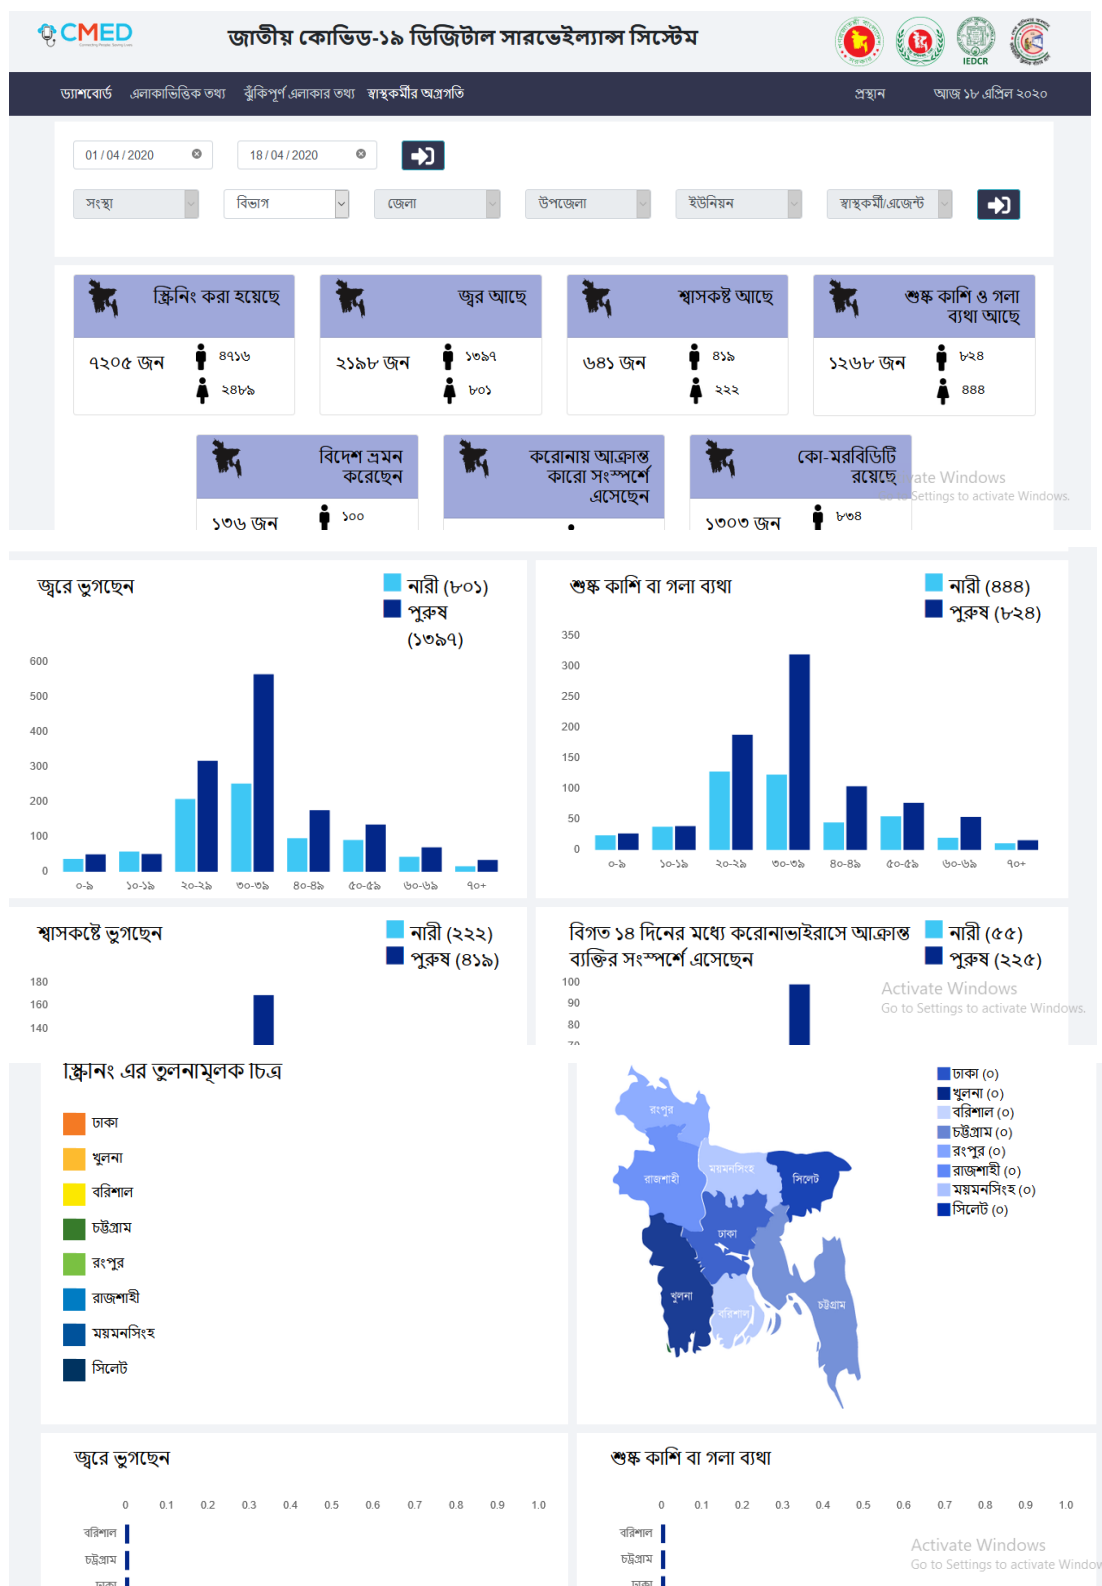 CMED
জাতীয় কোভিড-১৯ ডিজিটাল সারভেইল্যান্স সিস্টেম
IEDCR
ড্যাশবোর্ড এলাকাভিত্তিক তথ্য ঝুঁকিপূর্ণ এলাকার তথ্য স্বাস্থকর্মীর অগ্রগতি প্রস্থান আজ ১৮ এপ্রিল ২০২০
01 / 04 / 2020 18 / 04 / 2020
সংস্থা বিভাগ জেলা উপজেলা ইউনিয়ন স্বাস্থকর্মী/এজেন্ট
স্ক্রিনিং করা হয়েছে
৭২০৫ জন ৪৭১৬
২৪৮৯
জ্বর আছে
২১৯৮ জন ১৩৯৭
৮০১
শ্বাসকষ্ট আছে
৬৪১ জন ৪১৯
২২২
শুষ্ক কাশি ও গলা
ব্যথা আছে
১২৬৮ জন ৮২৪
৪৪৪
বিদেশ ভ্রমন
করেছেন
১৩৬ জন ১০০
করোনায় আক্রান্ত
কারো সংস্পর্শে
এসেছেন
কো-মরবিডিটি
রয়েছে
১৩০৩ জন ৮৩৪
vate Windows
Settings to activate Windows.
জ্বরে ভুগছেন
নারী (৮০১)
পুরুষ
(১৩৯৭)
600
500
400
300
200
100
0
০-৯ ১০-১৯ ২০-২৯ ৩০-৩৯ ৪০-৪৯ ৫০-৫৯ ৬০-৬৯ ৭০+
শুষ্ক কাশি বা গলা ব্যথা
নারী (৪৪৪)
পুরুষ (৮২৪)
350
300
250
200
150
100
50
0
০-৯ ১০-১৯ ২০-২৯ ৩০-৩৯ ৪০-৪৯ ৫০-৫৯ ৬০-৬৯ ৭০+
শ্বাসকষ্টে ভুগছেন
নারী (২২২)
পুরুষ (৪১৯)
180
160
140
বিগত ১৪ দিনের মধ্যে করোনাভাইরাসে আক্রান্ত
ব্যক্তির সংস্পর্শে এসেছেন
নারী (৫৫)
পুরুষ (২২৫)
100
90
80
70
Activate Windows
Go to Settings to activate Windows.
স্ক্রিনিং এর তুলনামূলক চিত্র
ঢাকা
খুলনা
বরিশাল
চট্টগ্রাম
রংপুর
রাজশাহী
ময়মনসিংহ
সিলেট
রংপুর
রাজশাহী
ময়মনসিংহ
সিলেট
ঢাকা
খুলনা
বরিশাল
চট্টগ্রাম
ঢাকা (০)
খুলনা (০)
বরিশাল (০)
চট্টগ্রাম (০)
রংপুর (০)
রাজশাহী (০)
ময়মনসিংহ (০)
সিলেট (০)
জ্বরে ভুগছেন
0 0.1 0.2 0.3 0.4 0.5 0.6 0.7 0.8 0.9 1.0
বরিশাল
চট্টগ্রাম
ঢাকা
শুষ্ক কাশি বা গলা ব্যথা
0 0.1 0.2 0.3 0.4 0.5 0.6 0.7 0.8 0.9 1.0
বরিশাল
চট্টগ্রাম
ঢাকা
Activate Windows
Go to Settings to activate Window